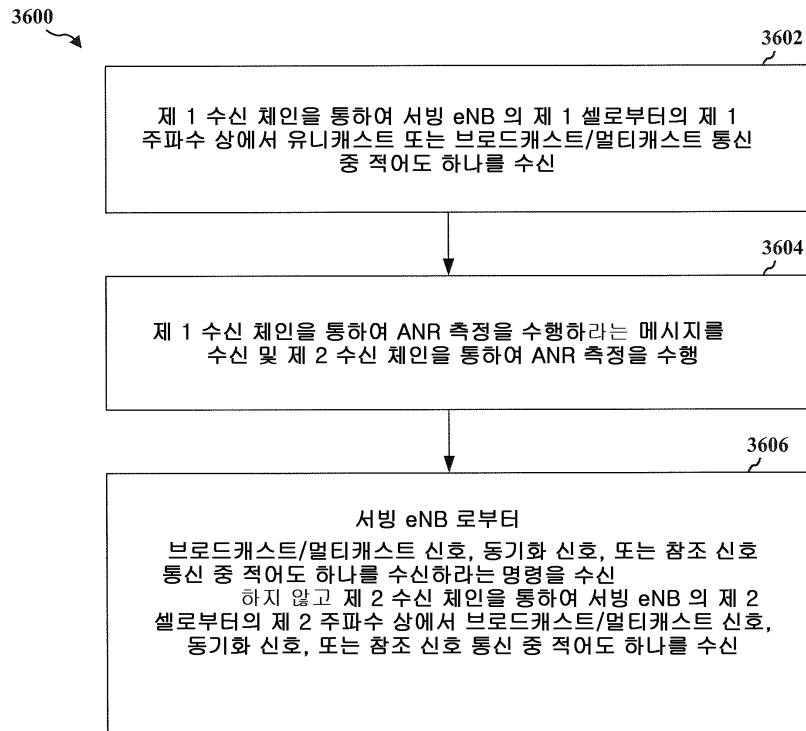 3600
3602
제 1 수신 체인을 통하여 서빙 eNB 의 제 1 셀로부터의 제 1
주파수 상에서 유니캐스트 또는 브로드캐스트/멀티캐스트 통신
중 적어도 하나를 수신
3604
제 1 수신 체인을 통하여 ANR 측정을 수행하라는 메시지를
수신 및 제 2 수신 체인을 통하여 ANR 측정을 수행
3606
서빙 eNB 로부터
브로드캐스트/멀티캐스트 신호, 동기화 신호, 또는 참조 신호
통신 중 적어도 하나를 수신하라는 명령을 수신
하지 않고 제 2 수신 체인을 통하여 서빙 eNB 의 제 2
셀로부터의 제 2 주파수 상에서 브로드캐스트/멀티캐스트 신호,
동기화 신호, 또는 참조 신호 통신 중 적어도 하나를 수신